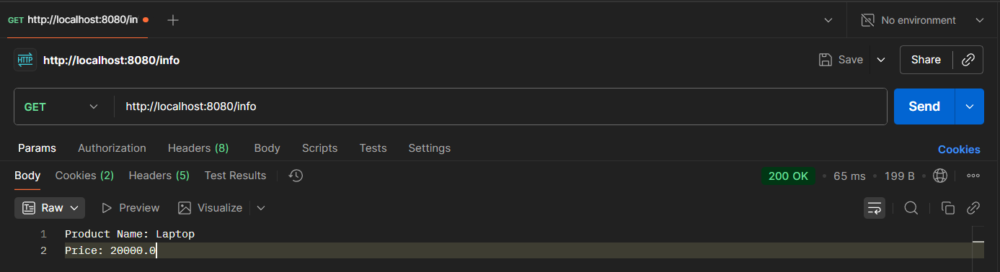 GET http://localhost:8080/in
No environment
HTTP http://localhost:8080/info
Save
Share
GET http://localhost:8080/info
Send
Params Authorization Headers (8) Body Scripts Tests Settings
Cookies
Body Cookies (2) Headers (5) Test Results
200 OK • 65 ms • 199 B
Raw Preview Visualize
1 Product Name: Laptop
2 Price: 20000.0